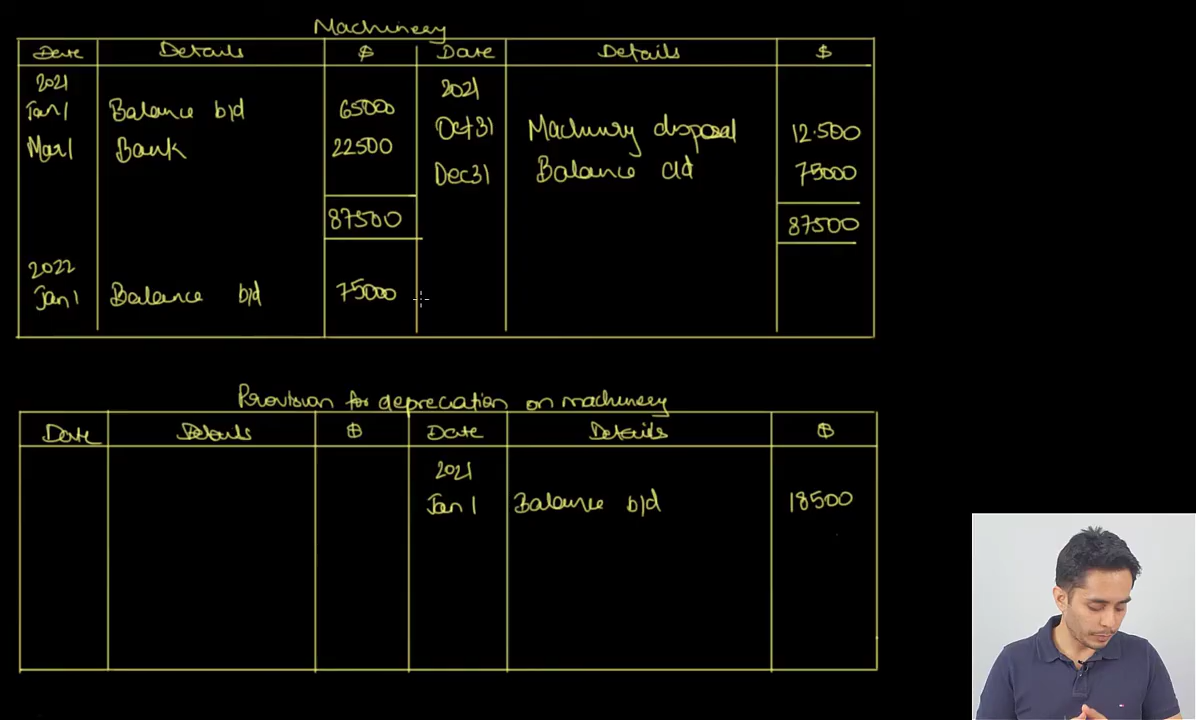 Machinery
Date Details $ Date Details $
2021 2021
Jan 1 Balance b/d 65000
Oct 31 Machinery disposal 12.500
Mar 1 Bank 22500
Dec 31 Balance c/d 75000
87500 87500
2022
Jan 1 Balance b/d 75000
Provision for depreciation on machinery
Date Details $ Date Details $
2021
Jan 1 Balance b/d 18500